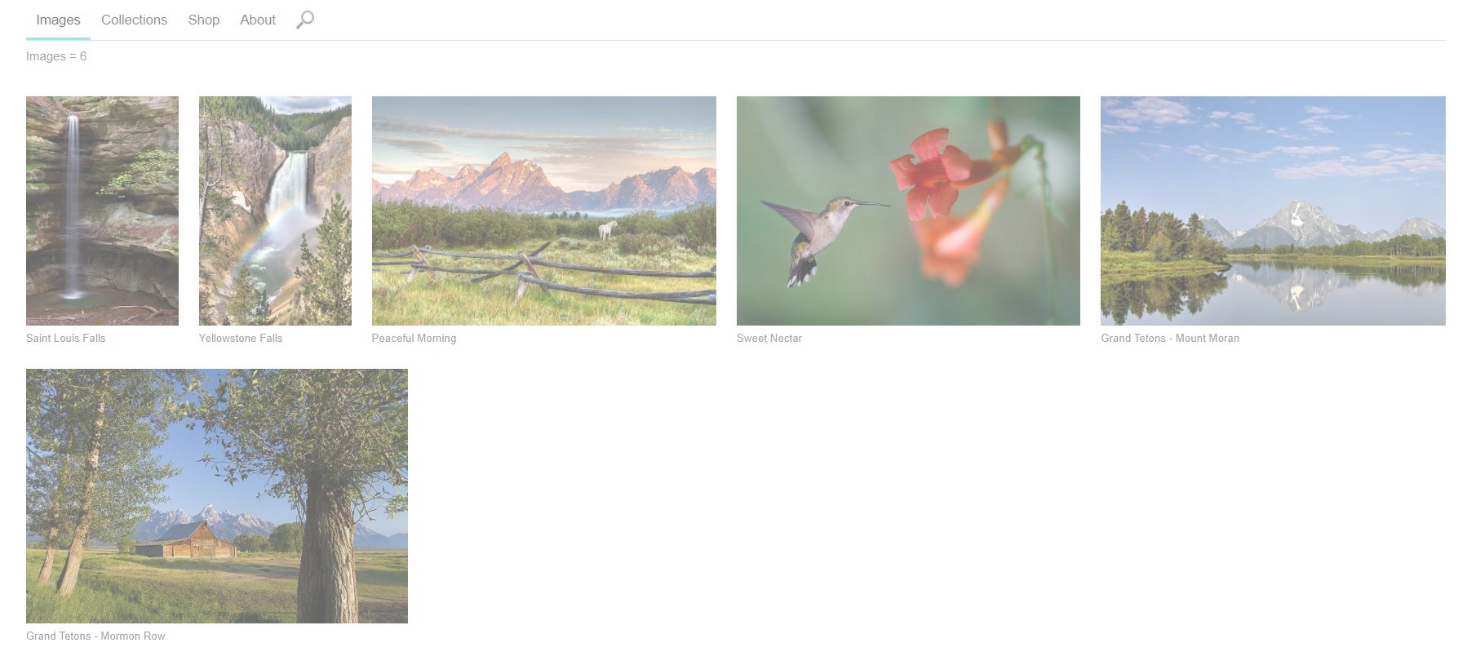 Images Collections Shop About
Images = 6
Saint Louis Falls
Yellowstone Falls
Peaceful Morning
Sweet Nectar
Grand Tetons - Mount Moran
Grand Tetons - Mormon Row